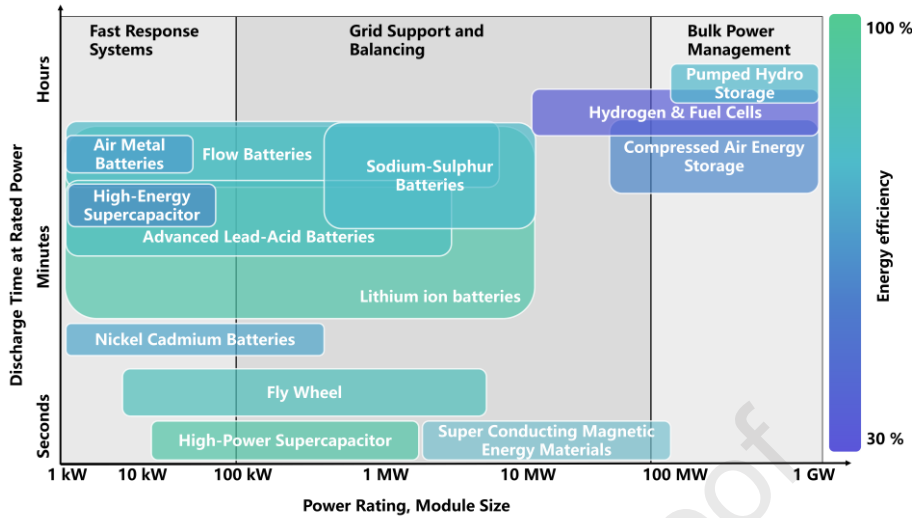 Fast Response
Systems
Grid Support and
Balancing
Bulk Power
Management
100 %
Pumped Hydro
Storage
Hydrogen & Fuel Cells
Compressed Air Energy
Storage
Air Metal
Batteries
Flow Batteries
Sodium-Sulphur
Batteries
High-Energy
Supercapacitor
Advanced Lead-Acid Batteries
Lithium ion batteries
Nickel Cadmium Batteries
Fly Wheel
High-Power Supercapacitor
Super Conducting Magnetic
Energy Materials
Discharge Time at Rated Power
Hours
Minutes
Seconds
Energy efficiency
30 %
1 kW
10 kW
100 kW
1 MW
10 MW
100 MW
1 GW
Power Rating, Module Size